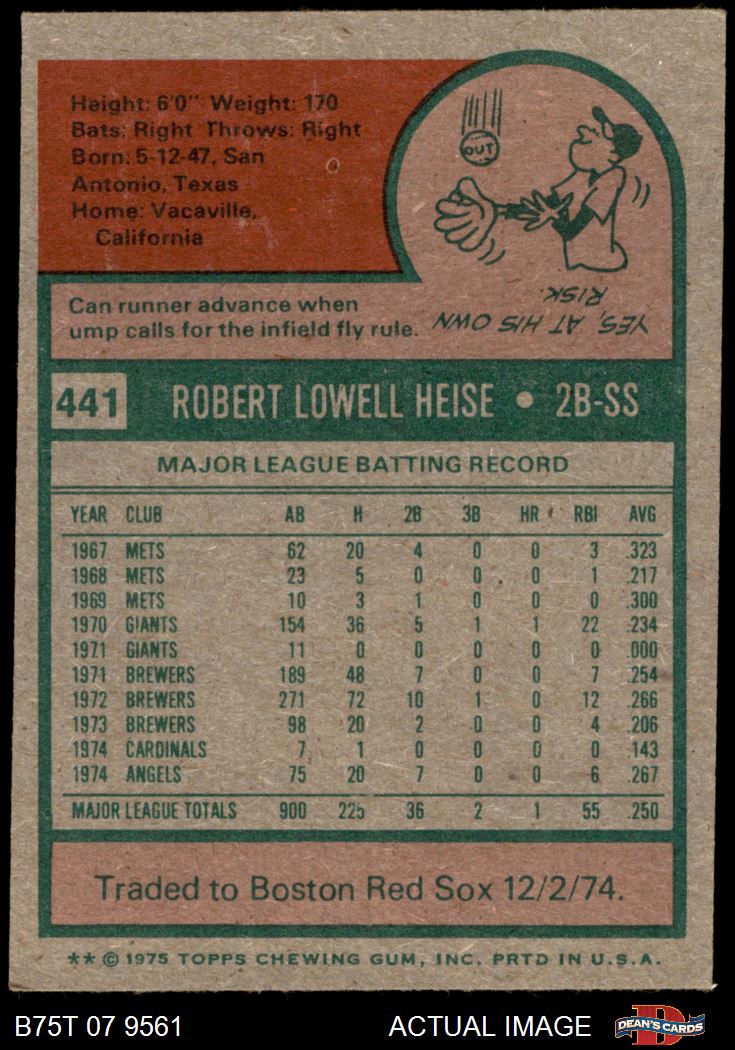 Height: 6'0" Weight: 170
Bats: Right Throws: Right
Born: 5-12-47, San
Antonio, Texas
Home: Vacaville,
California
OUT
Can runner advance when
ump calls for the infield fly rule.
YES, AT HIS OWN
RISK.
441 ROBERT LOWELL HEISE • 2B-SS
MAJOR LEAGUE BATTING RECORD
YEAR CLUB AB H 2B 3B HR RBI AVG
1967 METS 62 20 4 0 0 3 .323
1968 METS 23 5 0 0 0 1 .217
1969 METS 10 3 1 0 0 0 .300
1970 GIANTS 154 36 5 1 1 22 .234
1971 GIANTS 11 0 0 0 0 0 .000
1971 BREWERS 189 48 7 0 0 7 .254
1972 BREWERS 271 72 10 1 0 12 .266
1973 BREWERS 98 20 2 0 0 4 .206
1974 CARDINALS 7 1 0 0 0 0 .143
1974 ANGELS 75 20 7 0 0 6 .267
MAJOR LEAGUE TOTALS 900 225 36 2 1 55 .250
Traded to Boston Red Sox 12/2/74.
** © 1975 TOPPS CHEWING GUM, INC. PRTD IN U.S.A.
B75T 07 9561 ACTUAL IMAGE
D
DEAN'S CARDS